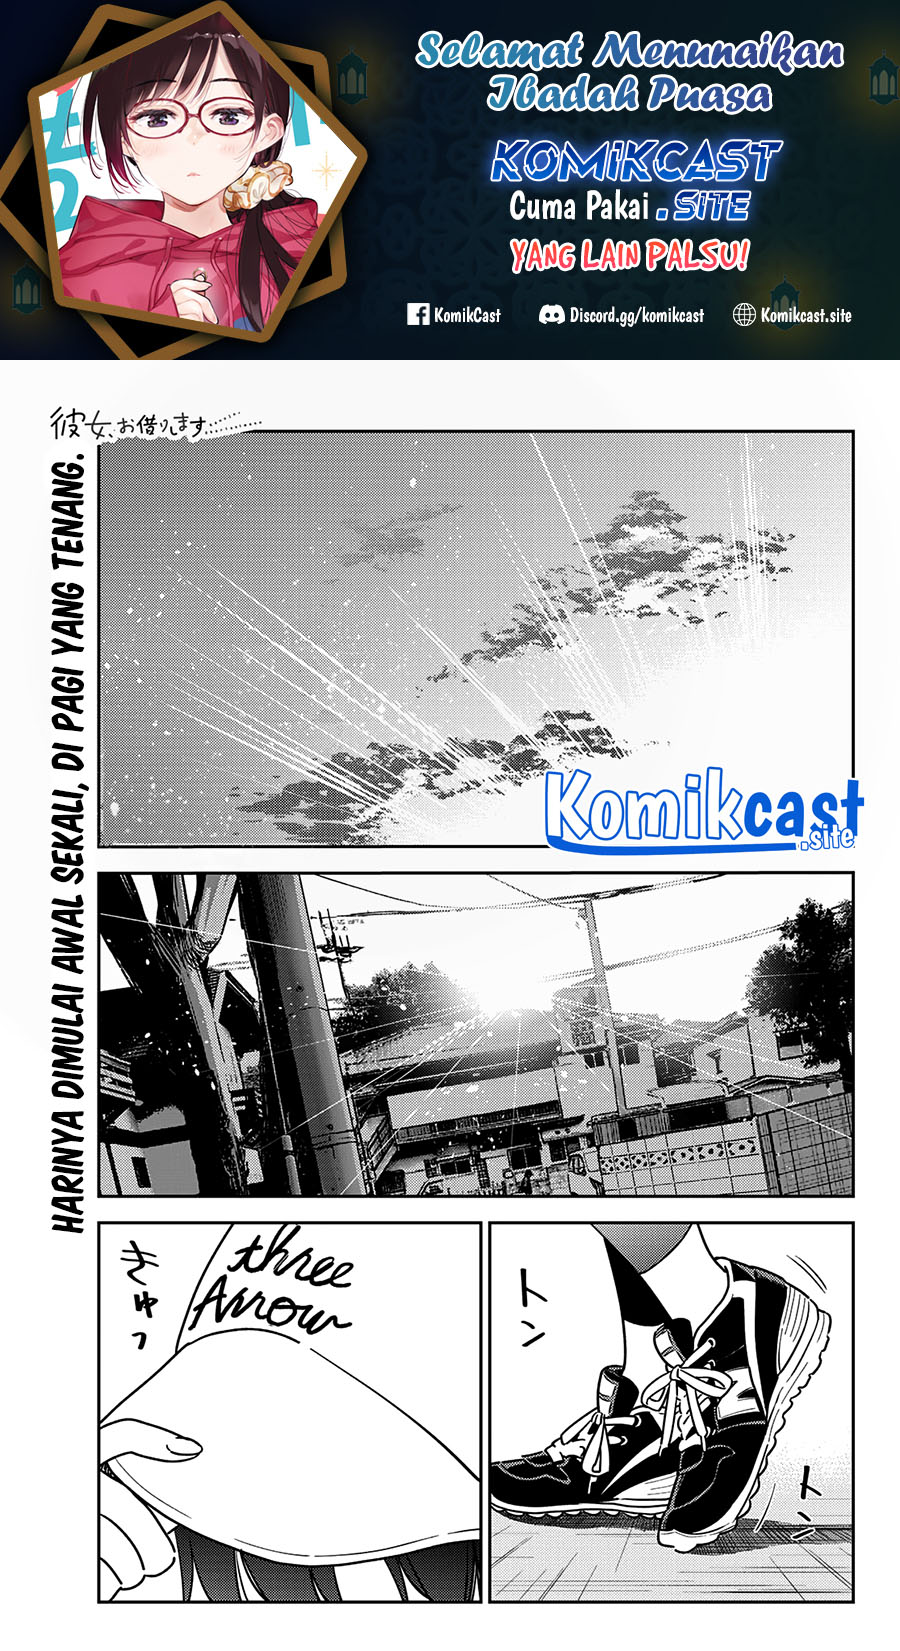 Selamat Menunaikan
Ibadah Puasa
KOMIKCAST
Cuma Pakai .SITE
YANG LAIN PALSU!
KomikCast
Discord.gg/komikcast
Komikcast.site
彼女、お借りします
HARINYA DIMULAI AWAL SEKALI, DI PAGI YANG TENANG.
Komikcast
.site
トン
トン
three
Arrow
きゅっ